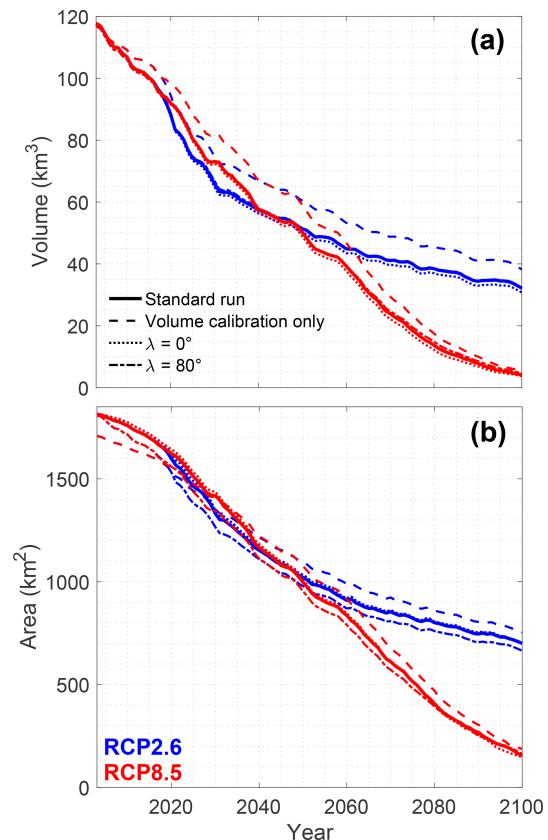 120
(a)
100
80
60
40
20
0
Volume (km³)
Standard run
Volume calibration only
λ = 0°
λ = 80°
(b)
1500
1000
500
0
Area (km²)
RCP2.6
RCP8.5
2020 2040 2060 2080 2100
Year